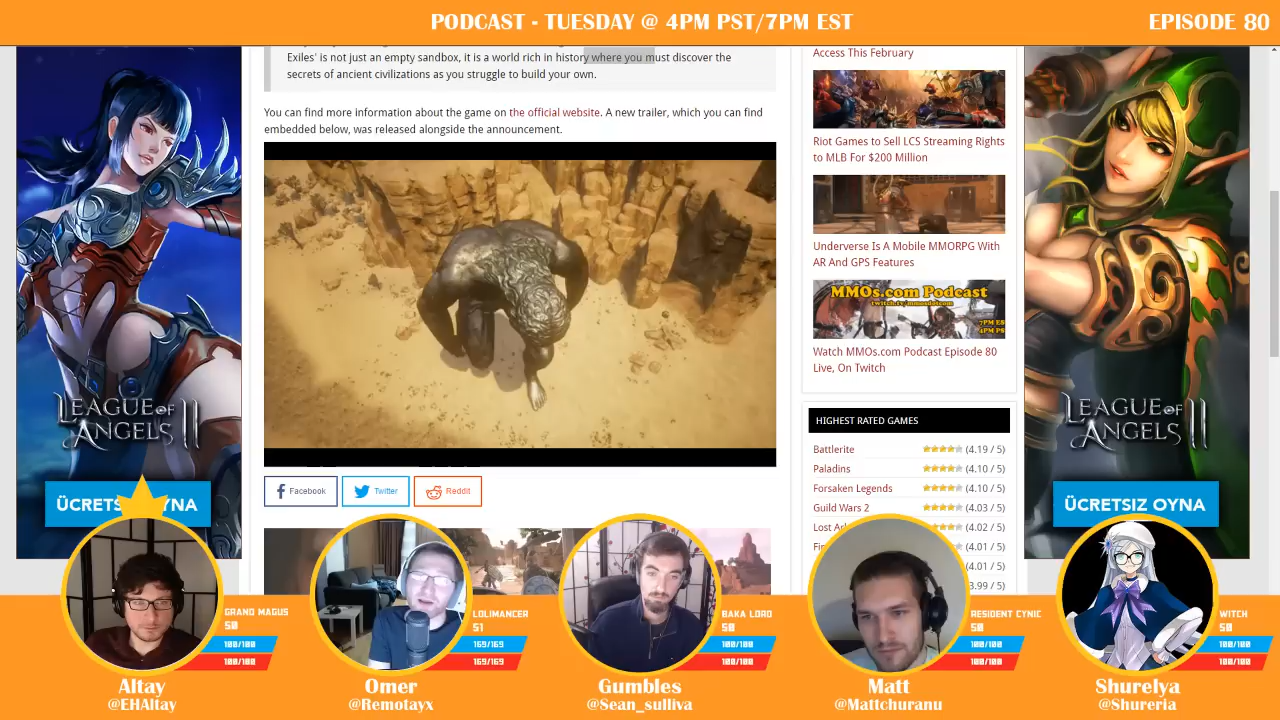 PODCAST - TUESDAY @ 4PM PST/7PM EST
EPISODE 80
Exiles' is not just an empty sandbox, it is a world rich in history where you must discover the
secrets of ancient civilizations as you struggle to build your own.
You can find more information about the game on the official website. A new trailer, which you can find
embedded below, was released alongside the announcement.
Facebook
Twitter
Reddit
Access This February
Riot Games to Sell LCS Streaming Rights
to MLB For $200 Million
Underverse Is A Mobile MMORPG With
AR And GPS Features
MMOs.com Podcast
twitch.tv/mmosdotcom
7PM ES
4PM PS
Watch MMOs.com Podcast Episode 80
Live, On Twitch
HIGHEST RATED GAMES
Battlerite (4.19 / 5)
Paladins (4.10 / 5)
Forsaken Legends (4.10 / 5)
Guild Wars 2 (4.03 / 5)
Lost (4.02 / 5)
(4.01 / 5)
(4.01 / 5)
3.99 / 5)
LEAGUE OF
ANGELS II
ÜCRETS OYNA
LEAGUE OF
ANGELS II
ÜCRETSIZ OYNA
GRAND MAGUS
50
100/100
100/100
Altay
@EHAltay
LOLIMANCER
51
169/169
169/169
Omer
@Remotayx
BAKA LORD
50
100/100
100/100
Gumbles
@Sean_sulliva
RESIDENT CYNIC
50
100/100
100/100
Matt
@Mattchuranu
WITCH
50
100/100
100/100
Shurelya
@Shureria